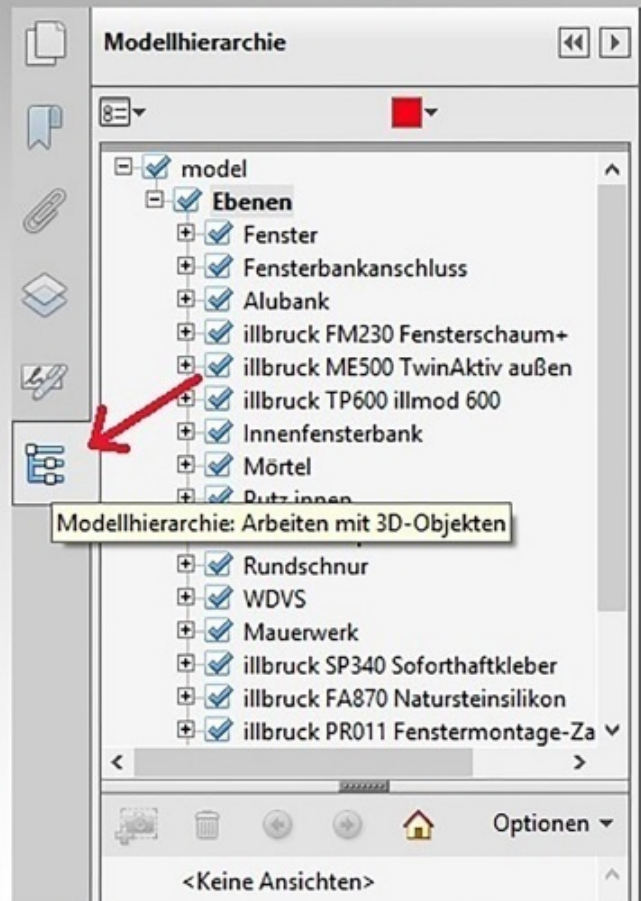 Modellhierarchie
model
Ebenen
Fenster
Fensterbankanschluss
Alubank
illbruck FM230 Fensterschaum+
illbruck ME500 TwinAktiv außen
illbruck TP600 illmod 600
Innenfensterbank
Mörtel
Putz innen
Modellhierarchie: Arbeiten mit 3D-Objekten
Rundschnur
WDVS
Mauerwerk
illbruck SP340 Soforthaftkleber
illbruck FA870 Natursteinsilikon
illbruck PR011 Fenstermontage-Za
Optionen
<Keine Ansichten>